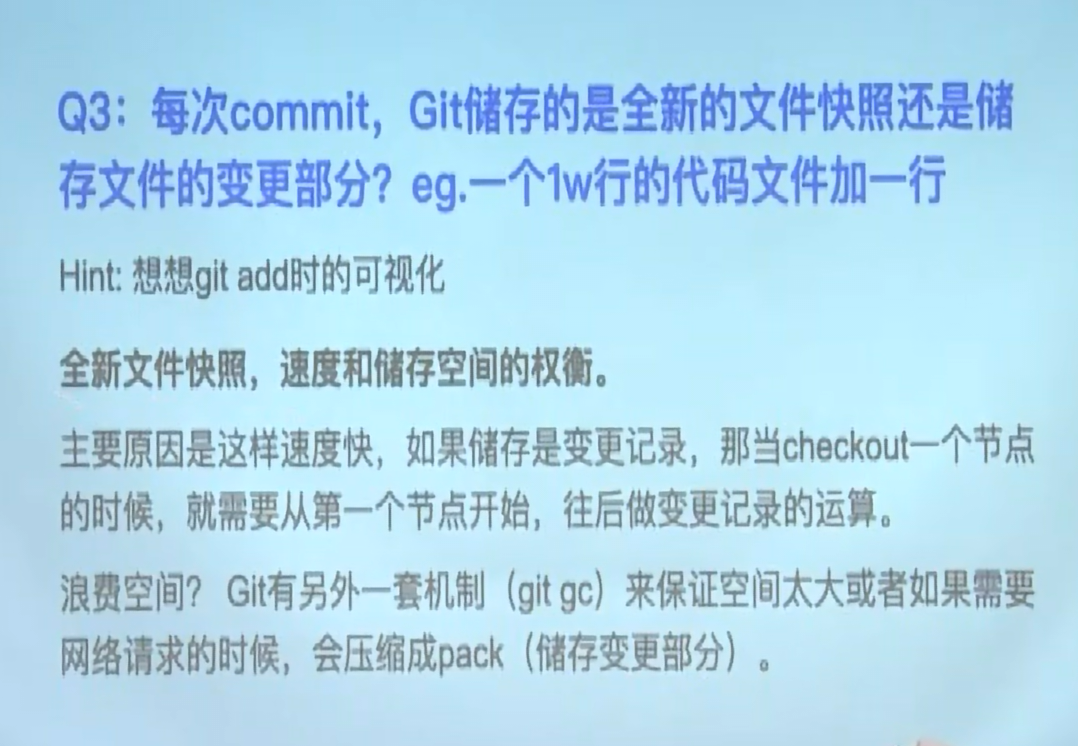 Q3：每次commit，Git储存的是全新的文件快照还是储
存文件的变更部分？eg.一个1w行的代码文件加一行
Hint: 想想git add时的可视化
全新文件快照，速度和储存空间的权衡。
主要原因是这样速度快，如果储存是变更记录，那当checkout一个节点
的时候，就需要从第一个节点开始，往后做变更记录的运算。
浪费空间？ Git有另外一套机制（git gc）来保证空间太大或者如果需要
网络请求的时候，会压缩成pack（储存变更部分）。